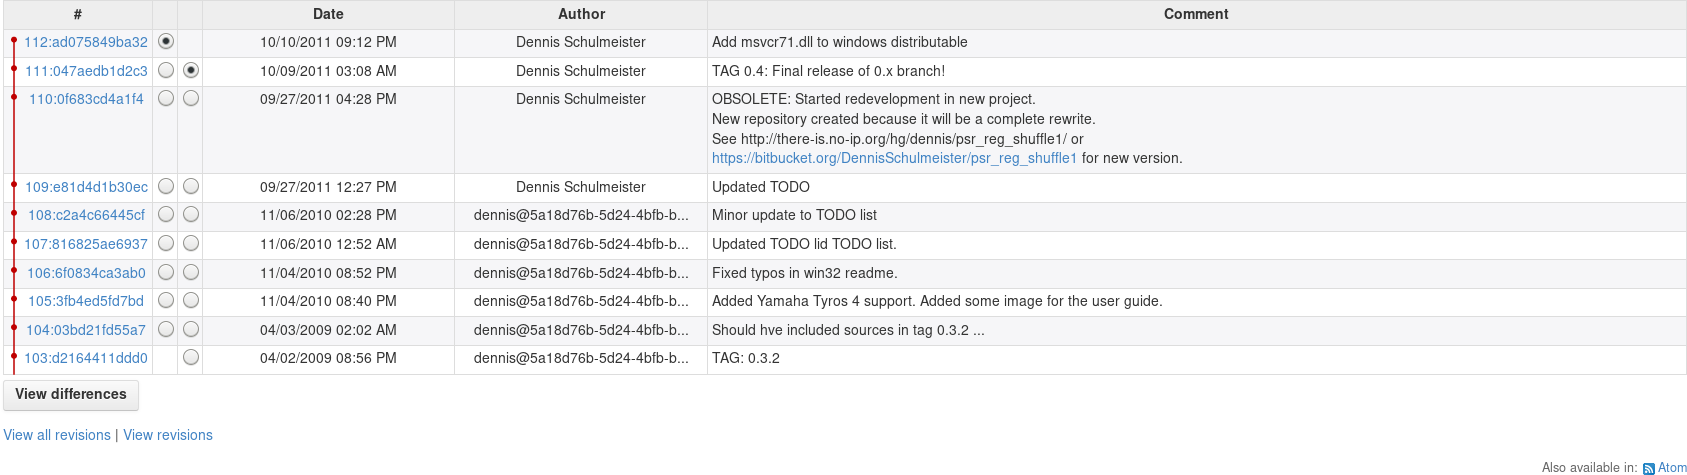 # Date Author Comment
112:ad075849ba32 10/10/2011 09:12 PM Dennis Schulmeister Add msvcr71.dll to windows distributable
111:047aedb1d2c3 10/09/2011 03:08 AM Dennis Schulmeister TAG 0.4: Final release of 0.x branch!
110:0f683cd4a1f4 09/27/2011 04:28 PM Dennis Schulmeister OBSOLETE: Started redevelopment in new project.
New repository created because it will be a complete rewrite.
See http://there-is.no-ip.org/hg/dennis/psr_reg_shuffle1/ or
https://bitbucket.org/DennisSchulmeister/psr_reg_shuffle1 for new version.
109:e81d4d1b30ec 09/27/2011 12:27 PM Dennis Schulmeister Updated TODO
108:c2a4c66445cf 11/06/2010 02:28 PM dennis@5a18d76b-5d24-4bfb-b... Minor update to TODO list
107:816825ae6937 11/06/2010 12:52 AM dennis@5a18d76b-5d24-4bfb-b... Updated TODO lid TODO list.
106:6f0834ca3ab0 11/04/2010 08:52 PM dennis@5a18d76b-5d24-4bfb-b... Fixed typos in win32 readme.
105:3fb4ed5fd7bd 11/04/2010 08:40 PM dennis@5a18d76b-5d24-4bfb-b... Added Yamaha Tyros 4 support. Added some image for the user guide.
104:03bd21fd55a7 04/03/2009 02:02 AM dennis@5a18d76b-5d24-4bfb-b... Should hve included sources in tag 0.3.2 ...
103:d2164411ddd0 04/02/2009 08:56 PM dennis@5a18d76b-5d24-4bfb-b... TAG: 0.3.2
View differences
View all revisions | View revisions
Also available in: Atom